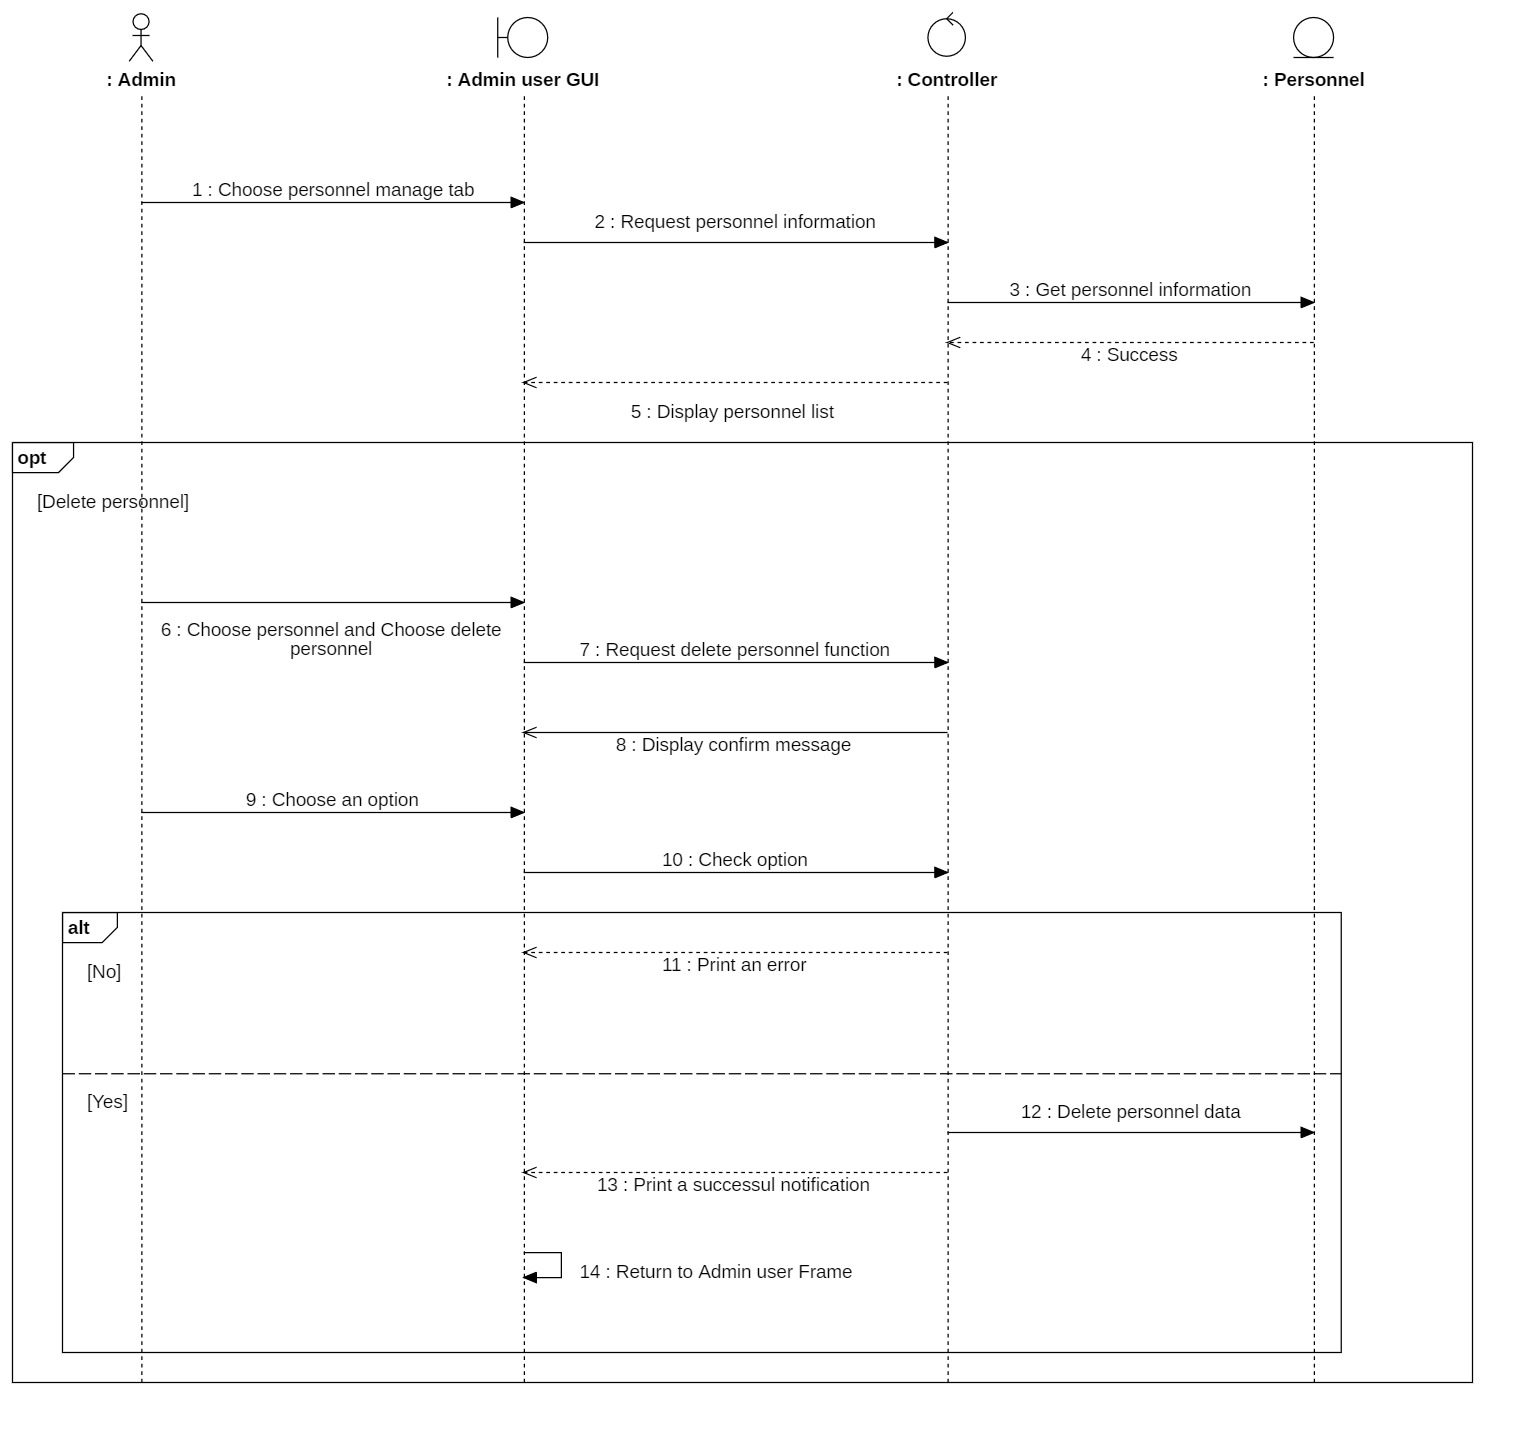 : Admin
: Admin user GUI
: Controller
: Personnel
1 : Choose personnel manage tab
2 : Request personnel information
3 : Get personnel information
4 : Success
5 : Display personnel list
opt
[Delete personnel]
6 : Choose personnel and Choose delete
personnel
7 : Request delete personnel function
8 : Display confirm message
9 : Choose an option
10 : Check option
alt
11 : Print an error
[No]
[Yes]
12 : Delete personnel data
13 : Print a successul notification
14 : Return to Admin user Frame